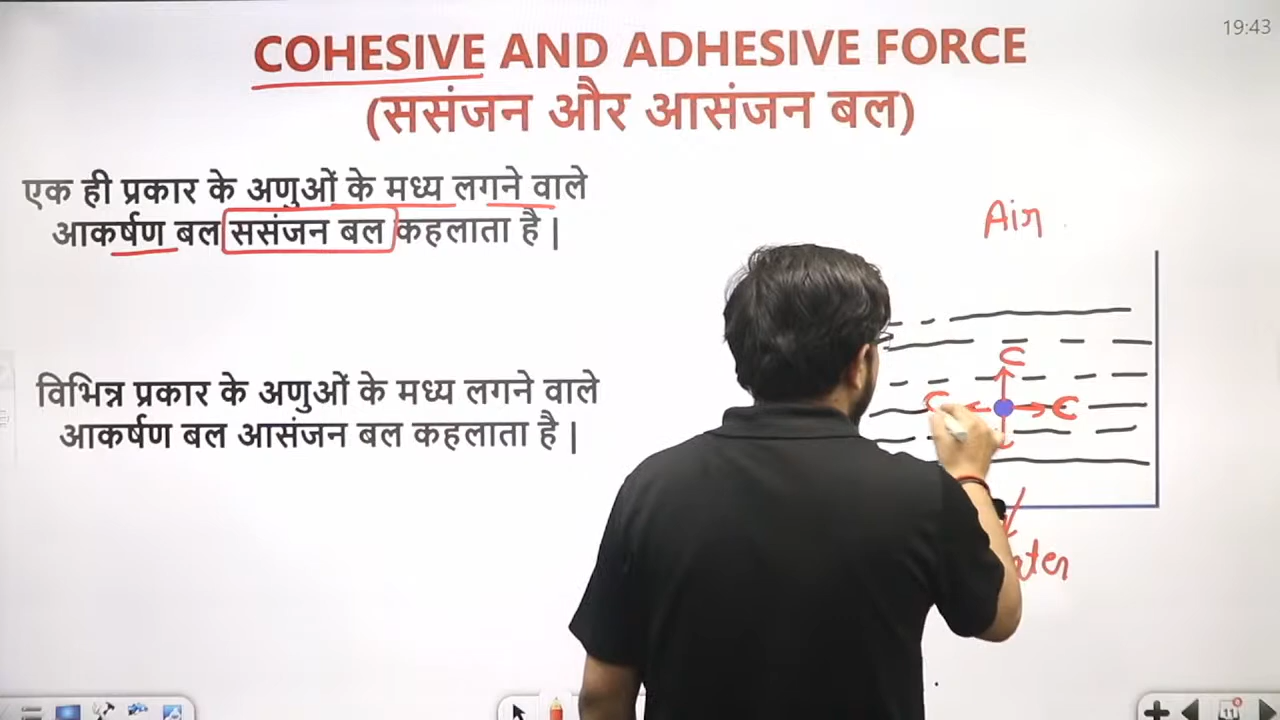 19:43
COHESIVE AND ADHESIVE FORCE
(ससंजन और आसंजन बल)
एक ही प्रकार के अणुओं के मध्य लगने वाले
आकर्षण बल ससंजन बल कहलाता है |
विभिन्न प्रकार के अणुओं के मध्य लगने वाले
आकर्षण बल आसंजन बल कहलाता है |
Air
C
C C
11